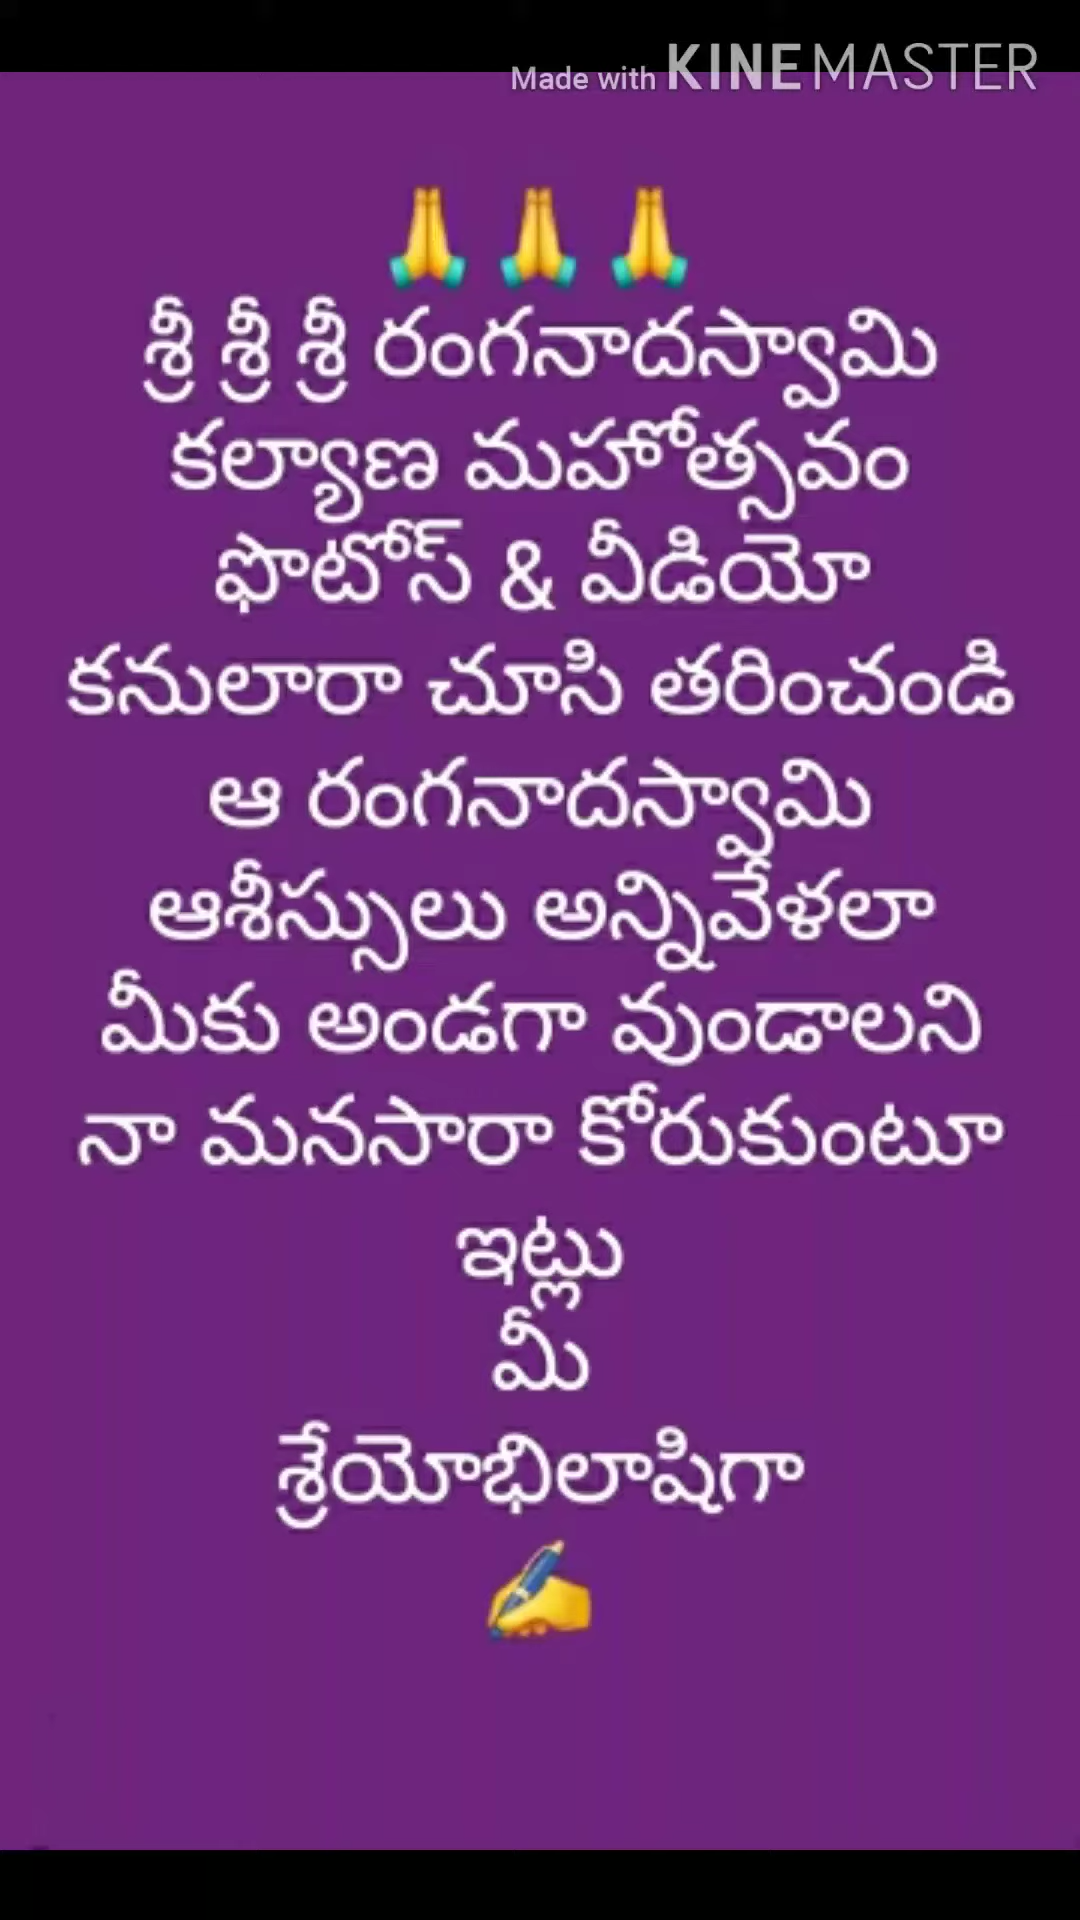 Made with KINEMASTER
🙏 🙏 🙏
శ్రీ శ్రీ శ్రీ రంగనాదస్వామి
కల్యాణ మహోత్సవం
ఫొటోస్ & వీడియో
కనులారా చూసి తరించండి
ఆ రంగనాదస్వామి
ఆశీస్సులు అన్నివేళలా
మీకు అండగా వుండాలని
నా మనసారా కోరుకుంటూ
ఇట్లు
మీ
శ్రేయోభిలాషిగా
✍